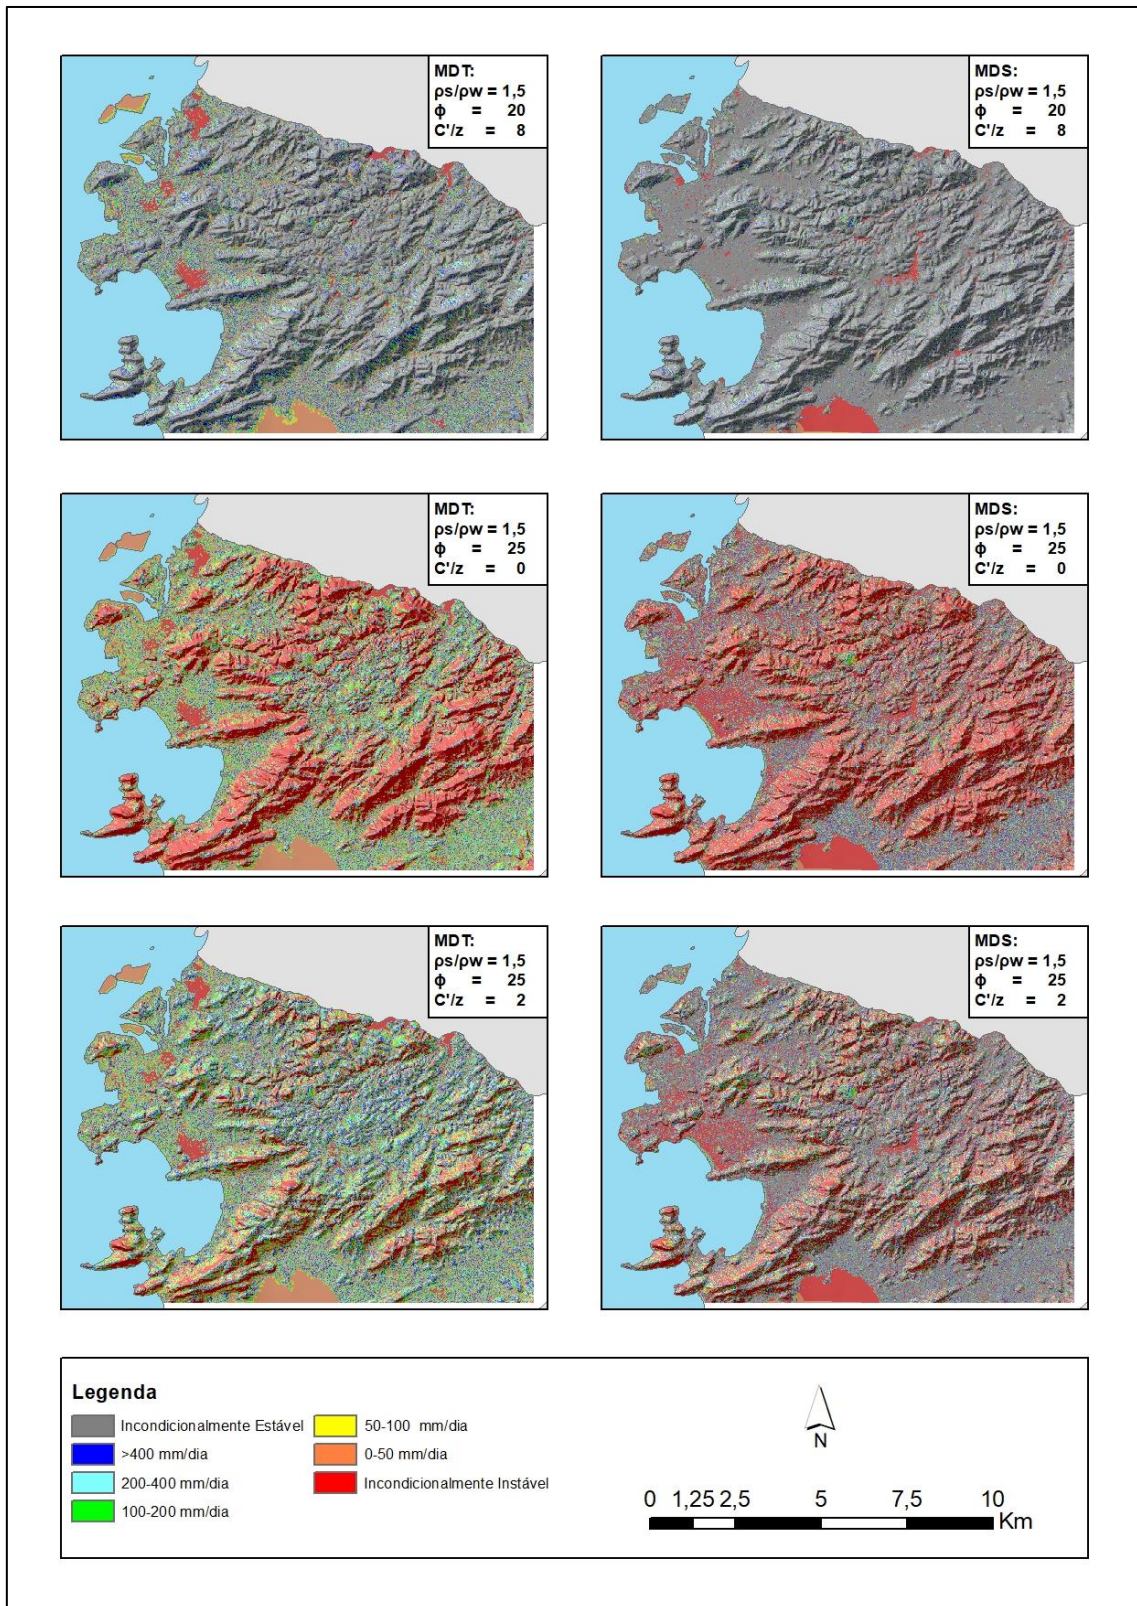 MDT:
ρs/ρw = 1,5
ϕ = 20
C'/z = 8
MDS:
ρs/ρw = 1,5
ϕ = 20
C'/z = 8
MDT:
ρs/ρw = 1,5
ϕ = 25
C'/z = 0
MDS:
ρs/ρw = 1,5
ϕ = 25
C'/z = 0
MDT:
ρs/ρw = 1,5
ϕ = 25
C'/z = 2
MDS:
ρs/ρw = 1,5
ϕ = 25
C'/z = 2
Legenda
Incondicionalmente Estável
>400 mm/dia
200-400 mm/dia
100-200 mm/dia
50-100 mm/dia
0-50 mm/dia
Incondicionalmente Instável
N
0 1,25 2,5 5 7,5 10
Km